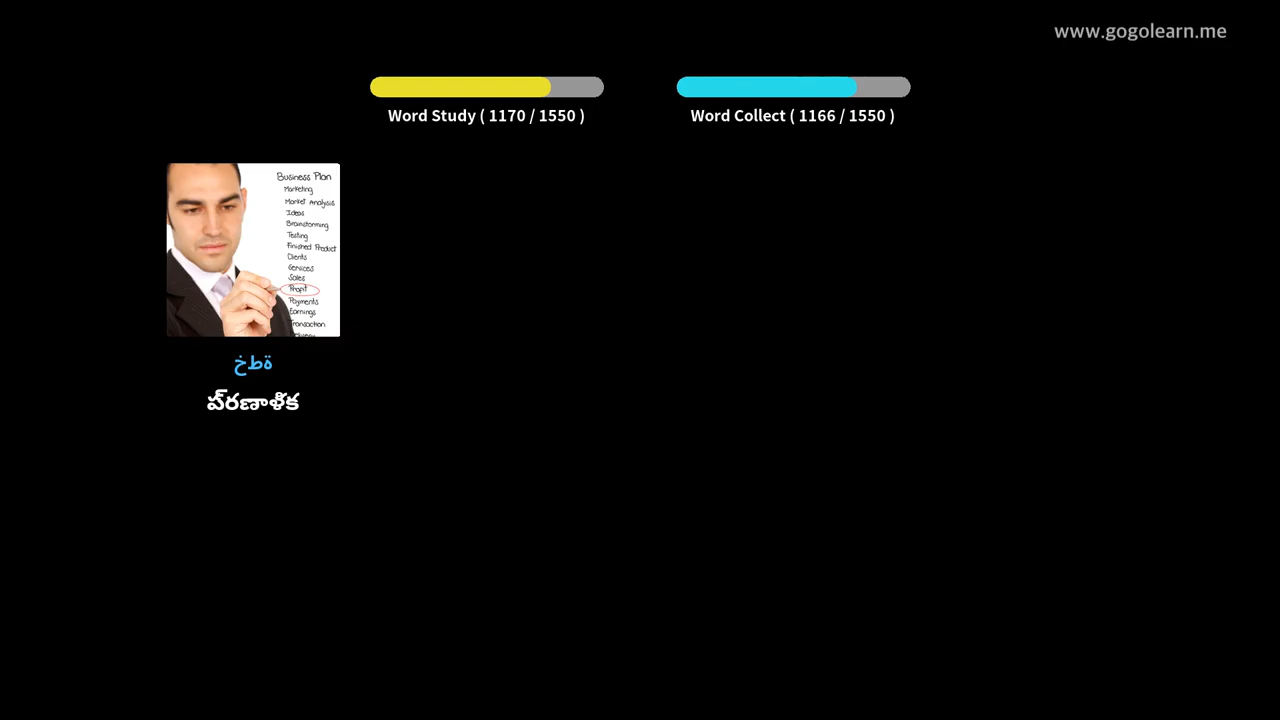 www.gogolearn.me
Word Study ( 1170 / 1550 )
Word Collect ( 1166 / 1550 )
Business Plan
Marketing
Market Analysis
Ideas
Brainstorming
Testing
Finished Product
Clients
Services
Sales
Profit
Payments
Earnings
Transaction
خطة
പ്രണാളിക